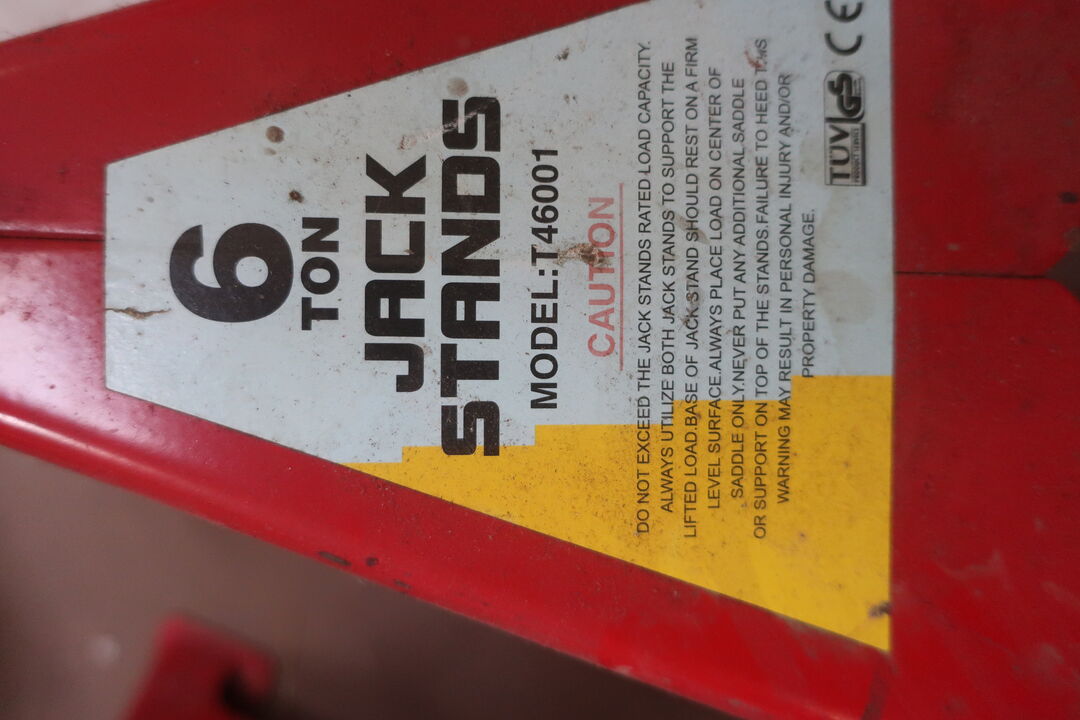 6
TON
JACK
STANDS
MODEL:T46001
CAUTION
DO NOT EXCEED THE JACK STANDS RATED LOAD CAPACITY.
ALWAYS UTILIZE BOTH JACK STANDS TO SUPPORT THE
LIFTED LOAD.BASE OF JACK STAND SHOULD REST ON A FIRM
LEVEL SURFACE.ALWAYS PLACE LOAD ON CENTER OF
SADDLE ONLY.NEVER PUT ANY ADDITIONAL SADDLE
OR SUPPORT ON TOP OF THE STANDS.FAILURE TO HEED THIS
WARNING MAY RESULT IN PERSONAL INJURY AND/OR
PROPERTY DAMAGE.
TÜV GS CE
PRODUCT SERVICE